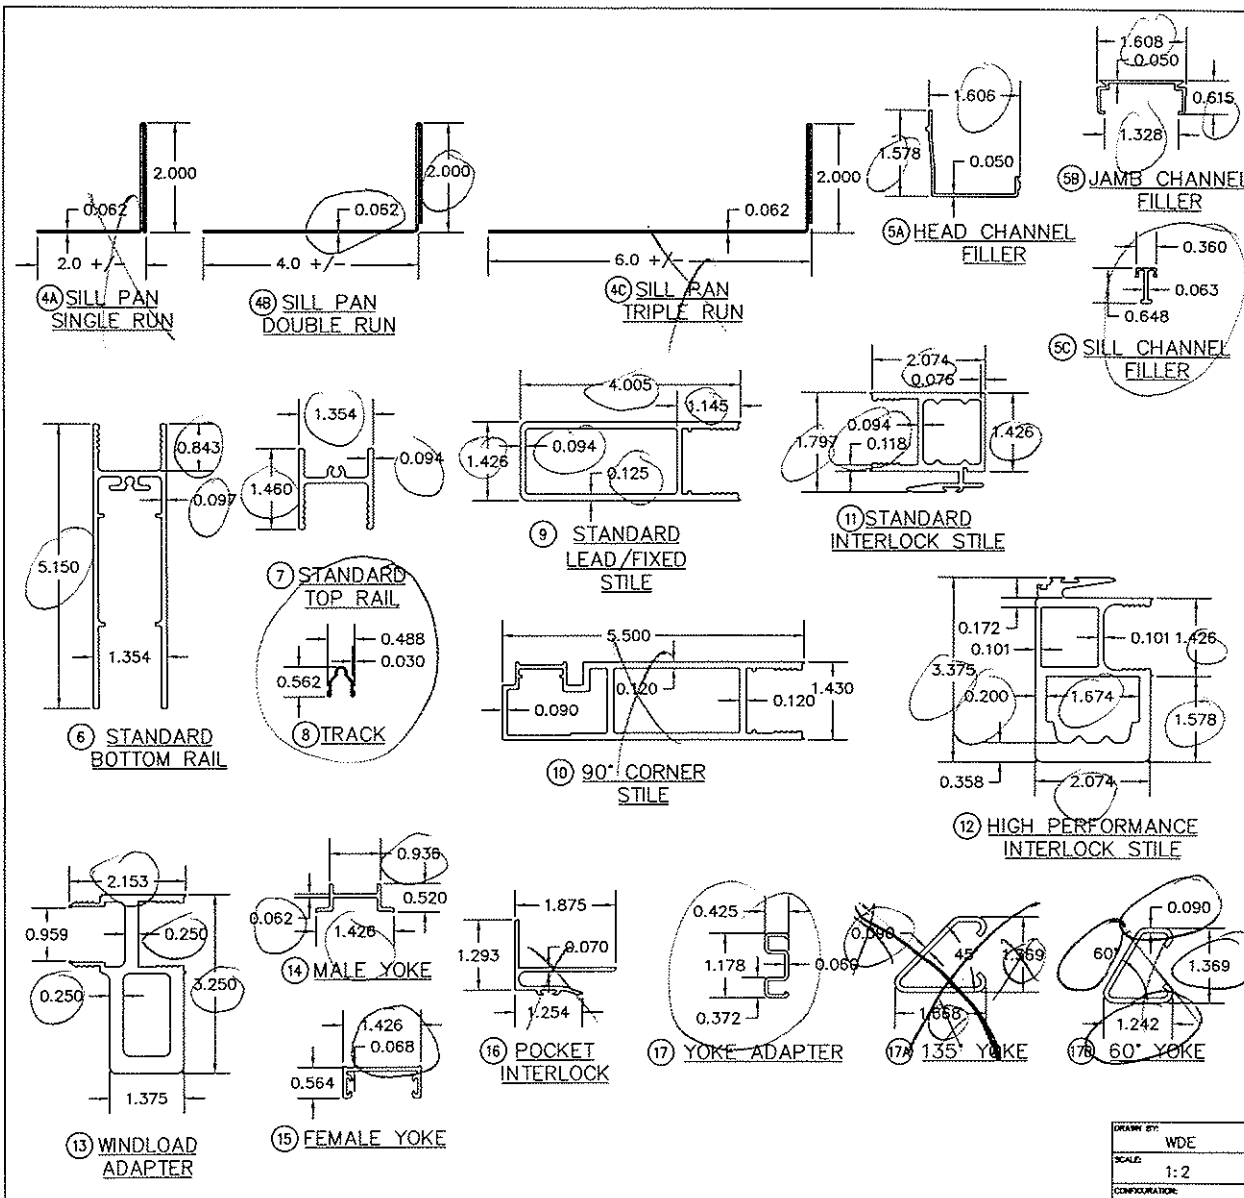 1.608
0.050
0.615
1.328
5B JAMB CHANNEL
FILLER
1.606
1.578
0.050
5A HEAD CHANNEL
FILLER
2.000
0.062
2.0 +/-
4A SILL PAN
SINGLE RUN
2.000
0.062
4.0 +/-
4B SILL PAN
DOUBLE RUN
2.000
0.062
6.0 +/-
4C SILL PAN
TRIPLE RUN
0.360
0.063
0.648
5C SILL CHANNEL
FILLER
0.843
0.097
5.150
1.354
6 STANDARD
BOTTOM RAIL
1.354
0.094
1.460
7 STANDARD
TOP RAIL
0.488
0.030
0.562
8 TRACK
4.005
1.145
1.426
0.094
0.125
9 STANDARD
LEAD/FIXED
STILE
2.074
0.076
0.094
0.118
1.797
1.426
11 STANDARD
INTERLOCK STILE
5.500
0.120
0.090
0.120
1.430
10 90° CORNER
STILE
0.172
0.101
0.101
1.426
3.375
0.200
1.674
1.578
0.358
2.074
12 HIGH PERFORMANCE
INTERLOCK STILE
2.153
0.959
0.250
0.250
3.250
1.375
13 WINDLOAD
ADAPTER
0.936
0.520
0.062
1.426
14 MALE YOKE
1.426
0.068
0.564
15 FEMALE YOKE
1.875
1.293
0.070
1.254
16 POCKET
INTERLOCK
0.425
1.178
0.060
0.372
17 YOKE ADAPTER
0.090
45°
1.369
1.668
17A 135° YOKE
0.090
60°
1.369
1.242
17B 60° YOKE
DRAWN BY:
WDE
SCALE:
1:2
CONFIGURATION: